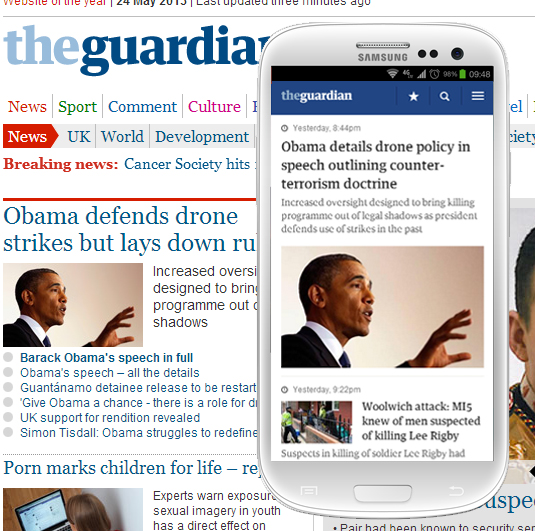 Website of the year | 24 May 2013 | Last updated three minutes ago
theguardian
News Sport Comment Culture
News UK World Development
Breaking news: Cancer Society hits
Obama defends drone
strikes but lays down
Increased
designed to bring
programme out
shadows
Barack Obama's speech in full
Obama's speech – all the details
Guantánamo detainee release to be restart
'Give Obama a chance - there is a role for
UK support for rendition revealed
Simon Tisdall: Obama struggles to redefine
Porn marks children for life –
Experts warn
sexual imagery in youth
has a direct effect on
SAMSUNG
4G 98% 09:48
theguardian
Yesterday, 8:44pm
Obama details drone policy in
speech outlining counter-
terrorism doctrine
Increased oversight designed to bring killing
programme out of legal shadows as president
defends use of strikes in the past
Yesterday, 9:22pm
Woolwich attack: MI5
knew of men suspected
of killing Lee Rigby
Suspects in killing of soldier Lee Rigby had
• Pair had been known to security